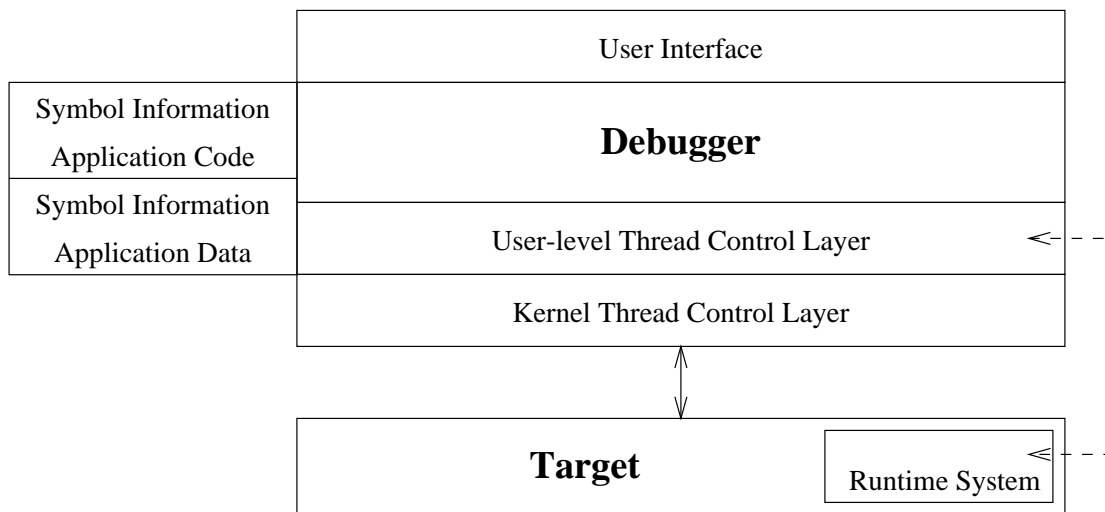 User Interface
Symbol Information
Application Code
Debugger
Symbol Information
Application Data
User-level Thread Control Layer
Kernel Thread Control Layer
Target
Runtime System